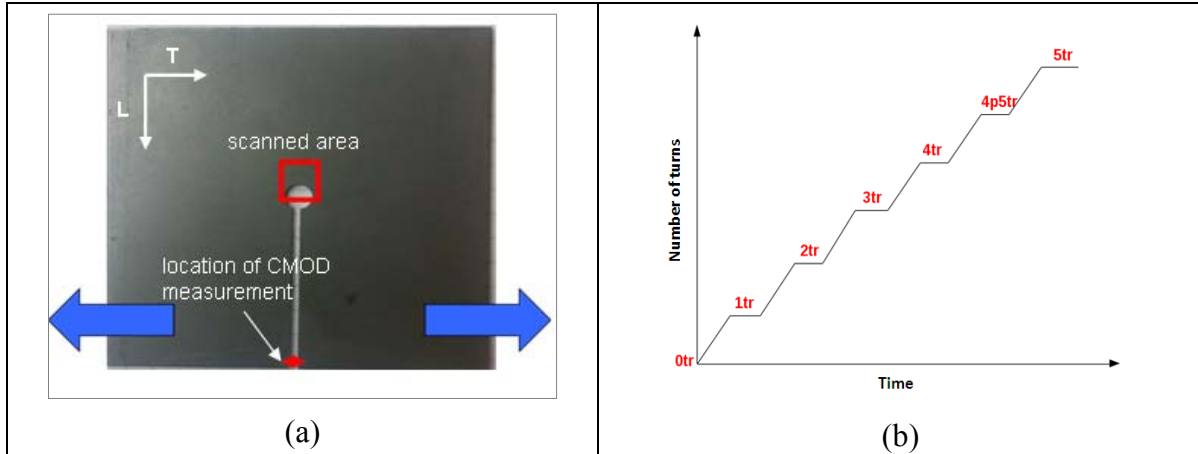 T
L
scanned area
location of CMOD
measurement
(a)
Number of turns
5tr
4p5tr
4tr
3tr
2tr
1tr
0tr
Time
(b)